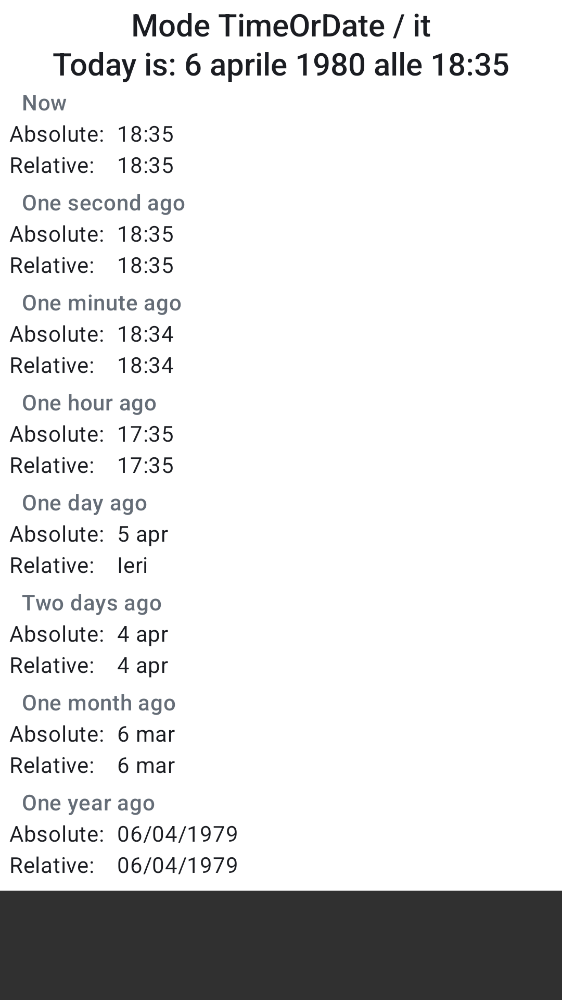 Mode TimeOrDate / it
Today is: 6 aprile 1980 alle 18:35
Now
Absolute: 18:35
Relative: 18:35
One second ago
Absolute: 18:35
Relative: 18:35
One minute ago
Absolute: 18:34
Relative: 18:34
One hour ago
Absolute: 17:35
Relative: 17:35
One day ago
Absolute: 5 apr
Relative: Ieri
Two days ago
Absolute: 4 apr
Relative: 4 apr
One month ago
Absolute: 6 mar
Relative: 6 mar
One year ago
Absolute: 06/04/1979
Relative: 06/04/1979